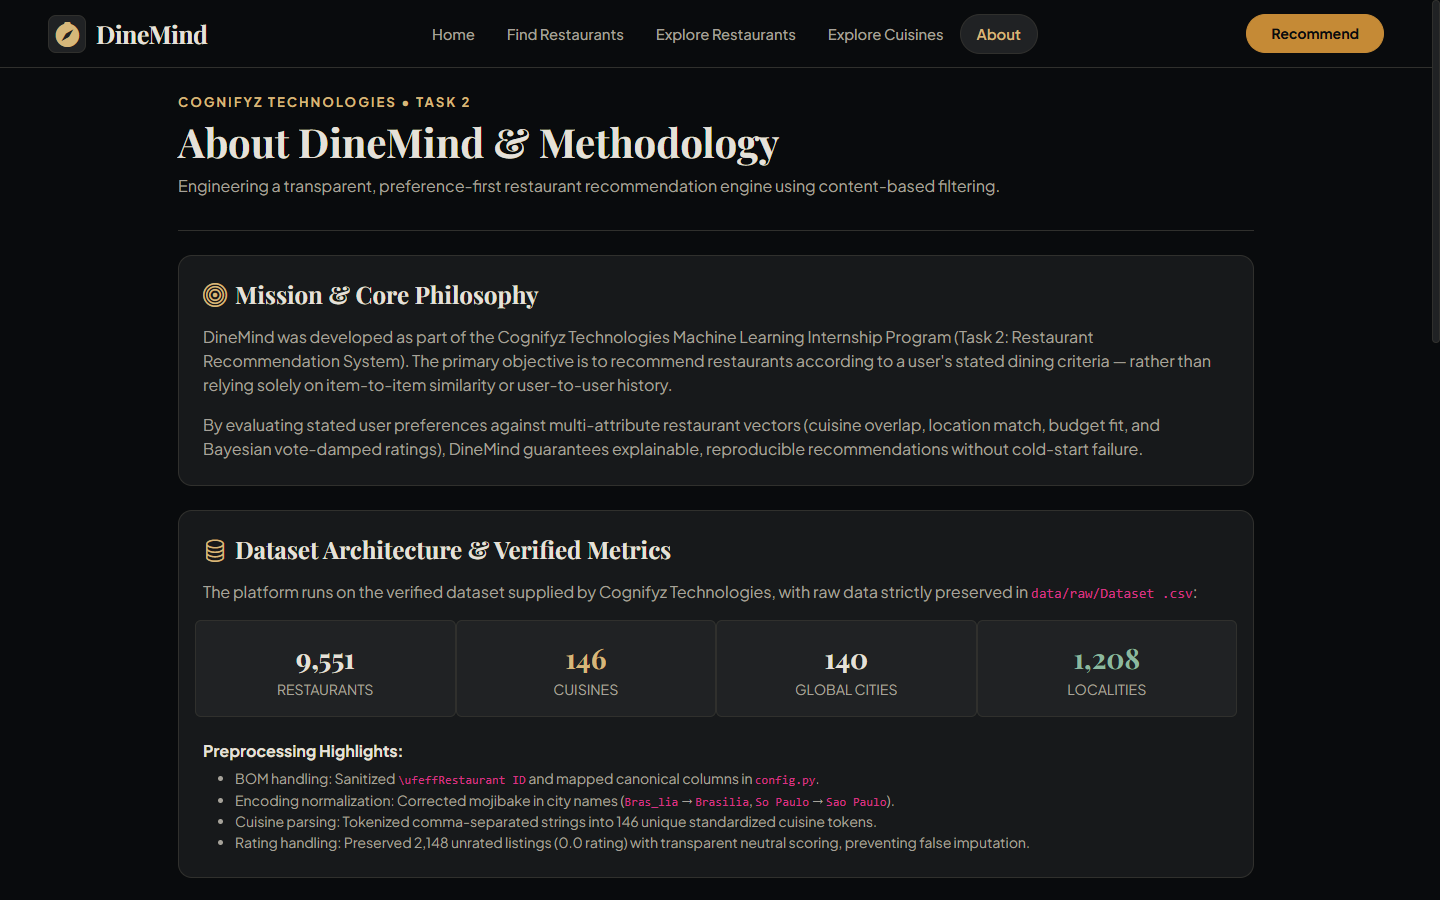 DineMind
Home
Find Restaurants
Explore Restaurants
Explore Cuisines
About
Recommend
COGNIFYZ TECHNOLOGIES • TASK 2
About DineMind & Methodology
Engineering a transparent, preference-first restaurant recommendation engine using content-based filtering.
Mission & Core Philosophy
DineMind was developed as part of the Cognifyz Technologies Machine Learning Internship Program (Task 2: Restaurant
Recommendation System). The primary objective is to recommend restaurants according to a user's stated dining criteria — rather than
relying solely on item-to-item similarity or user-to-user history.
By evaluating stated user preferences against multi-attribute restaurant vectors (cuisine overlap, location match, budget fit, and
Bayesian vote-damped ratings), DineMind guarantees explainable, reproducible recommendations without cold-start failure.
Dataset Architecture & Verified Metrics
The platform runs on the verified dataset supplied by Cognifyz Technologies, with raw data strictly preserved in data/raw/Dataset .csv:
9,551
RESTAURANTS
146
CUISINES
140
GLOBAL CITIES
1,208
LOCALITIES
Preprocessing Highlights:
• BOM handling: Sanitized \ufeffRestaurant ID and mapped canonical columns in config.py.
• Encoding normalization: Corrected mojibake in city names (Bras_lia → Brasilia, So Paulo → Sao Paulo).
• Cuisine parsing: Tokenized comma-separated strings into 146 unique standardized cuisine tokens.
• Rating handling: Preserved 2,148 unrated listings (0.0 rating) with transparent neutral scoring, preventing false imputation.